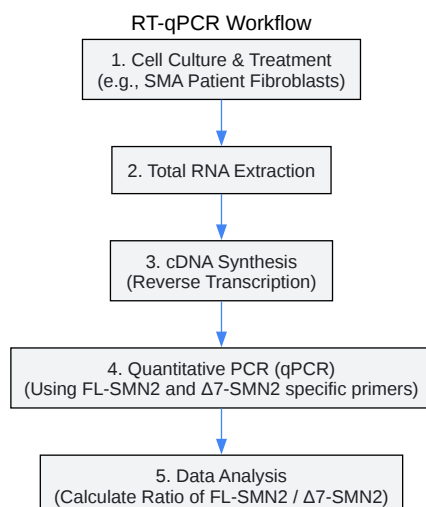 RT-qPCR Workflow
1. Cell Culture & Treatment
(e.g., SMA Patient Fibroblasts)
2. Total RNA Extraction
3. cDNA Synthesis
(Reverse Transcription)
4. Quantitative PCR (qPCR)
(Using FL-SMN2 and Δ7-SMN2 specific primers)
5. Data Analysis
(Calculate Ratio of FL-SMN2 / Δ7-SMN2)